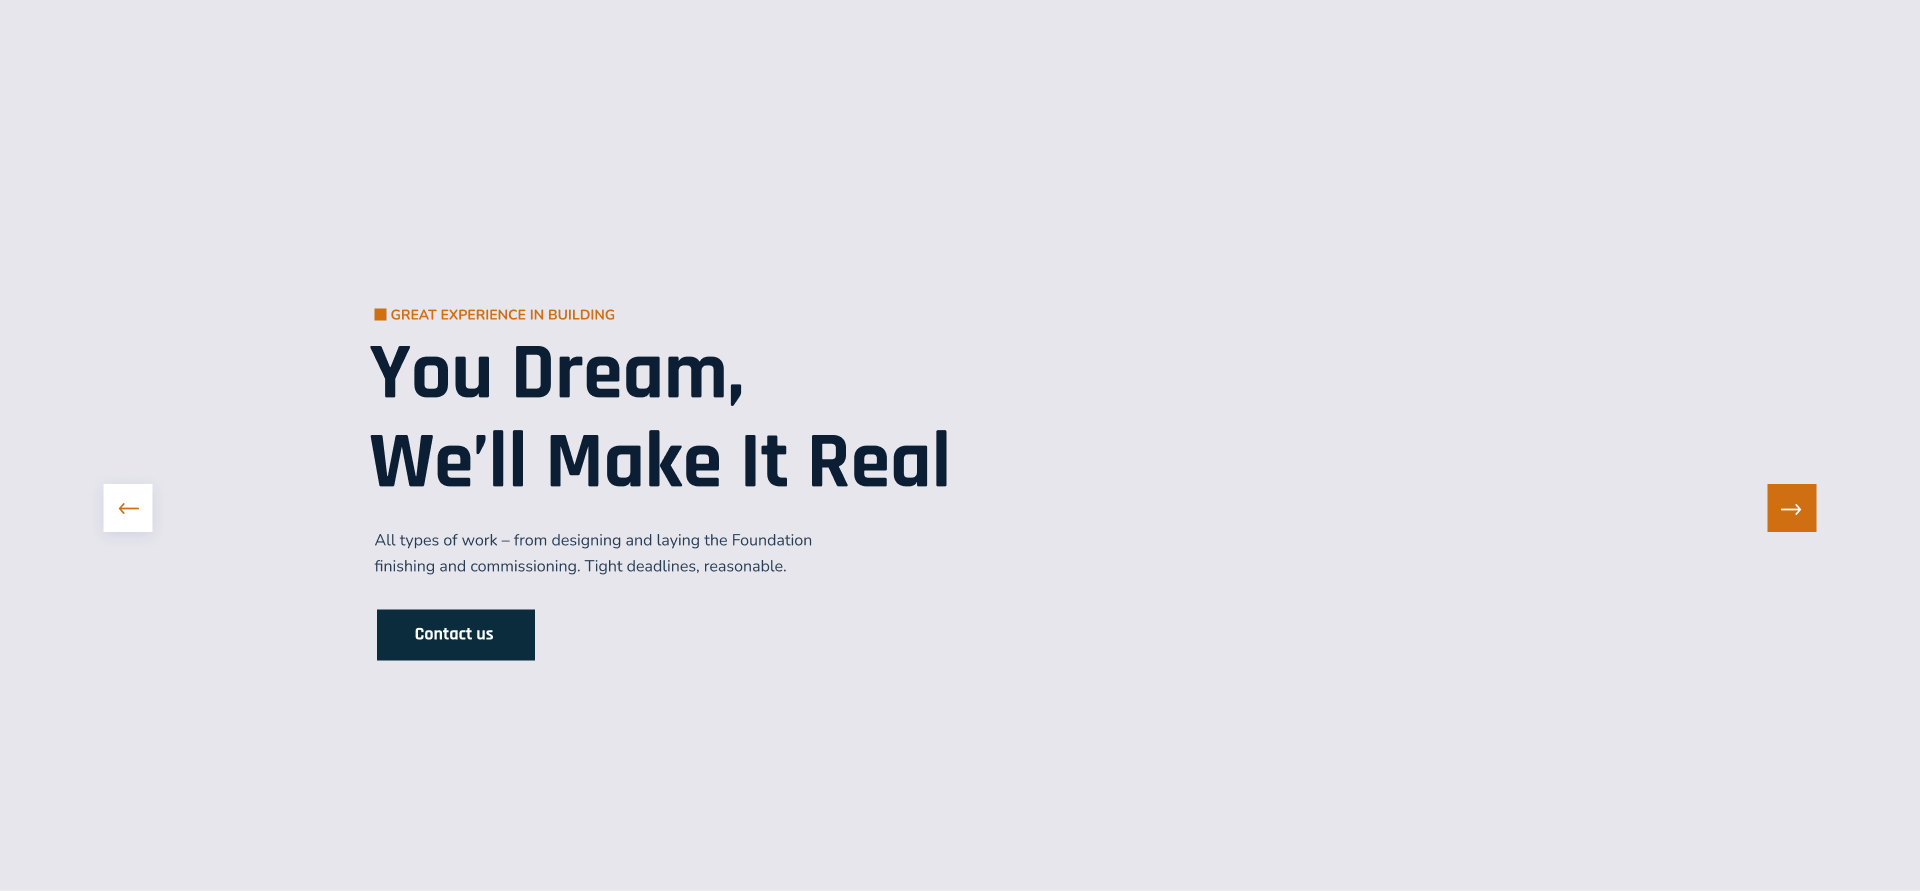 GREAT EXPERIENCE IN BUILDING
You Dream,
We’ll Make It Real
All types of work – from designing and laying the Foundation
finishing and commissioning. Tight deadlines, reasonable.
Contact us